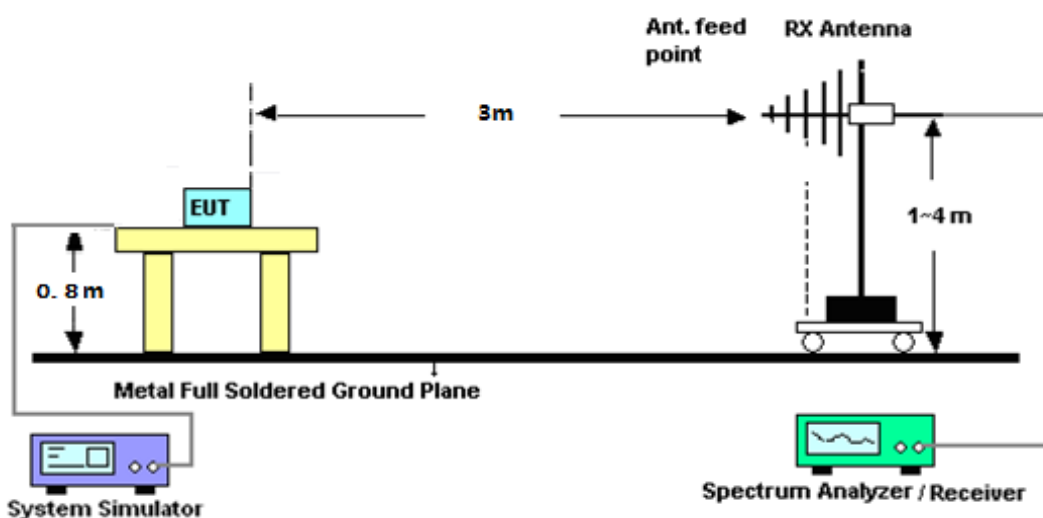 Ant. feed
point
RX Antenna
3m
EUT
1~4 m
0. 8 m
Metal Full Soldered Ground Plane
System Simulator
Spectrum Analyzer / Receiver